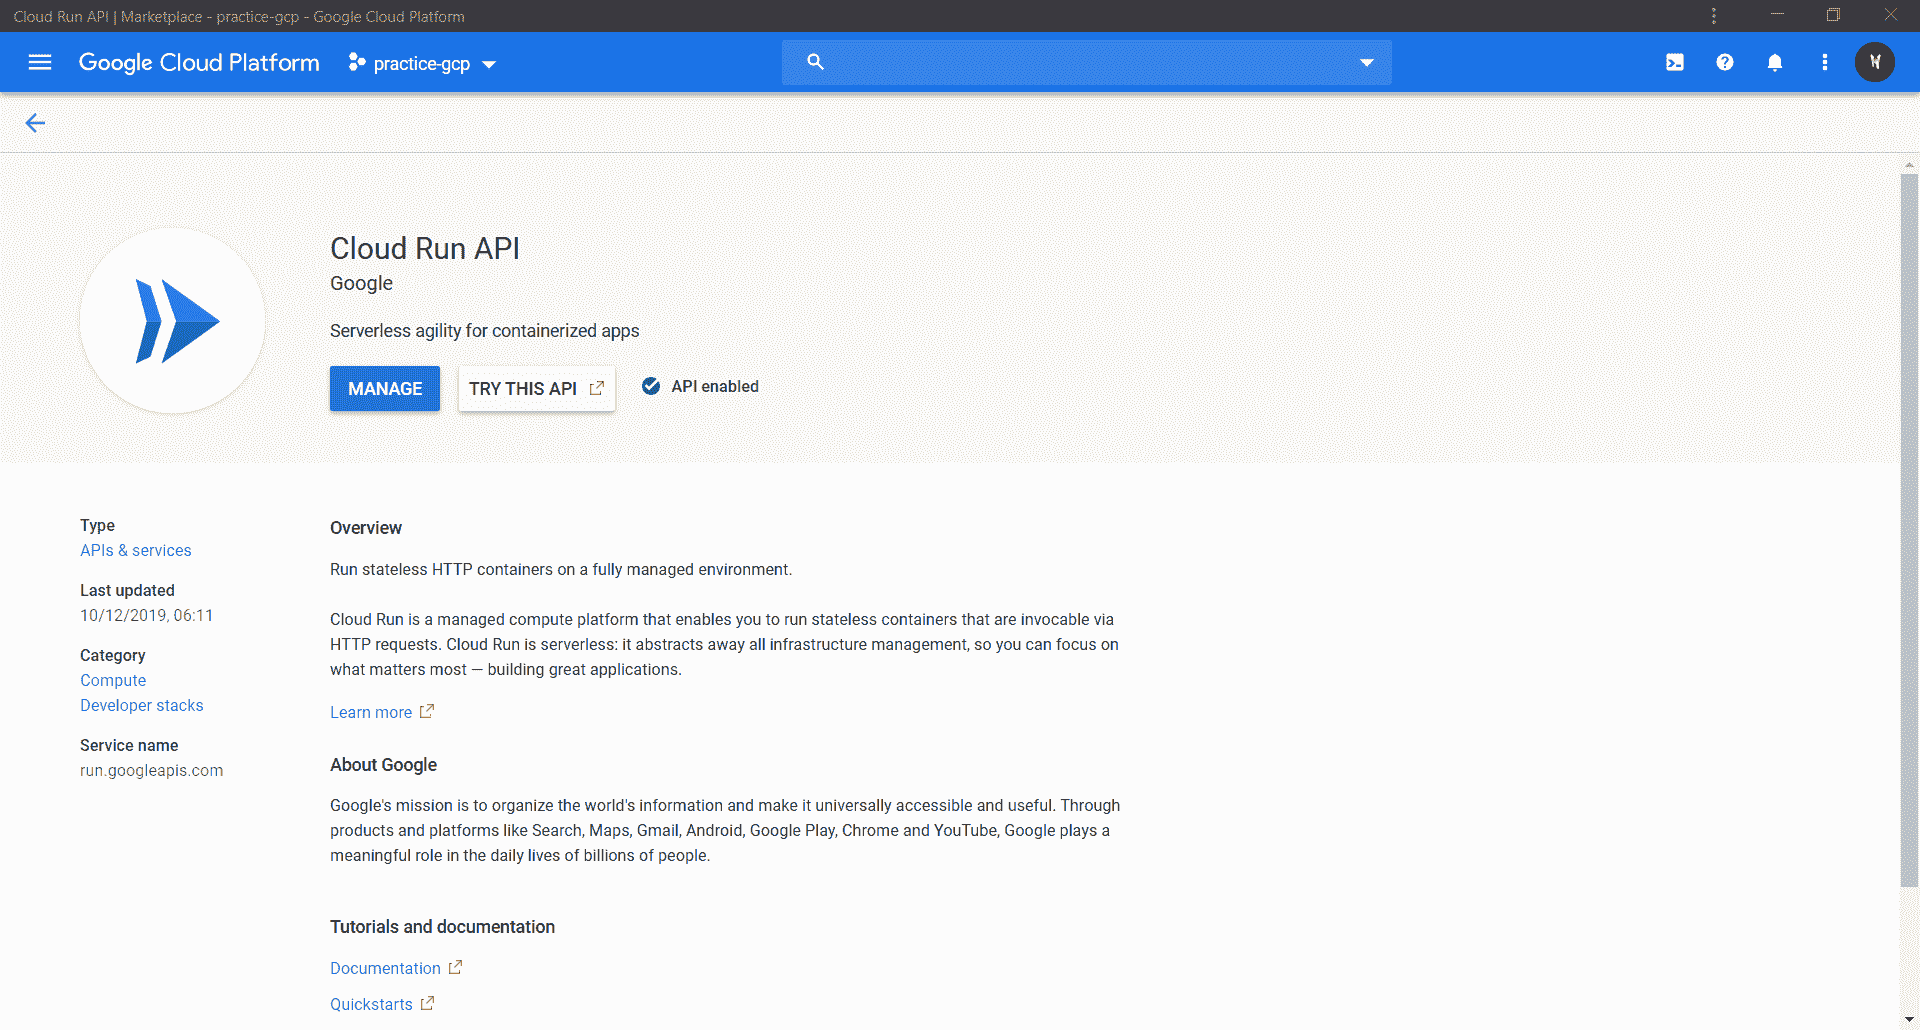 Cloud Run API | Marketplace - practice-gcp - Google Cloud Platform
Google Cloud Platform
practice-gcp
Cloud Run API
Google
Serverless agility for containerized apps
MANAGE
TRY THIS API
API enabled
Type
APIs & services
Last updated
10/12/2019, 06:11
Category
Compute
Developer stacks
Service name
run.googleapis.com
Overview
Run stateless HTTP containers on a fully managed environment.
Cloud Run is a managed compute platform that enables you to run stateless containers that are invocable via
HTTP requests. Cloud Run is serverless: it abstracts away all infrastructure management, so you can focus on
what matters most — building great applications.
Learn more
About Google
Google's mission is to organize the world's information and make it universally accessible and useful. Through
products and platforms like Search, Maps, Gmail, Android, Google Play, Chrome and YouTube, Google plays a
meaningful role in the daily lives of billions of people.
Tutorials and documentation
Documentation
Quickstarts